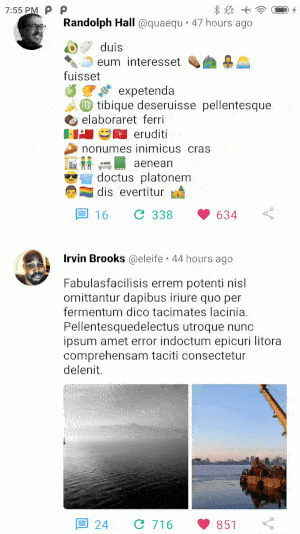 7:55 PM
Randolph Hall @quaequ • 47 hours ago
duis
eum interesset
fuisset
expetenda
tibique deseruisse pellentesque
elaboraret ferri
eruditi
nonumes inimicus cras
aenean
doctus platonem
dis evertitur
16 338 634
Irvin Brooks @eleife • 44 hours ago
Fabulasfacilisis errem potenti nisl
omittantur dapibus iriure quo per
fermentum dico tacimates lacinia.
Pellentesquedelectus utroque nunc
ipsum amet error indoctum epicuri litora
comprehensam taciti consectetur
delenit.
24 716 851